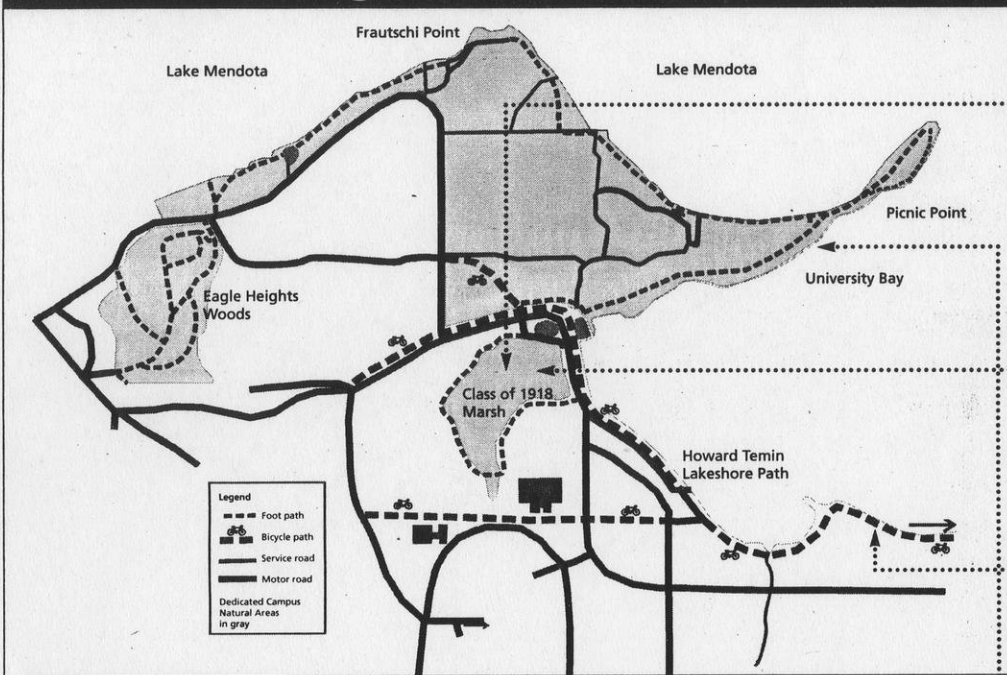 Frautschi Point
Lake Mendota
Lake Mendota
Picnic Point
University Bay
Eagle Heights
Woods
Class of 1918
Marsh
Howard Temin
Lakeshore Path
Legend
Foot path
Bicycle path
Service road
Motor road
Dedicated Campus
Natural Areas
in gray